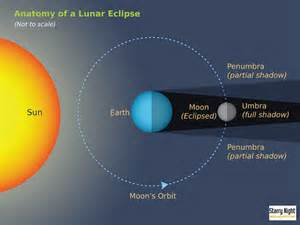 Anatomy of a Lunar Eclipse
(Not to scale)
Penumbra
(partial shadow)
Sun
Earth
Moon
(Eclipsed)
Umbra
(full shadow)
Penumbra
(partial shadow)
Moon's Orbit
Starry Night